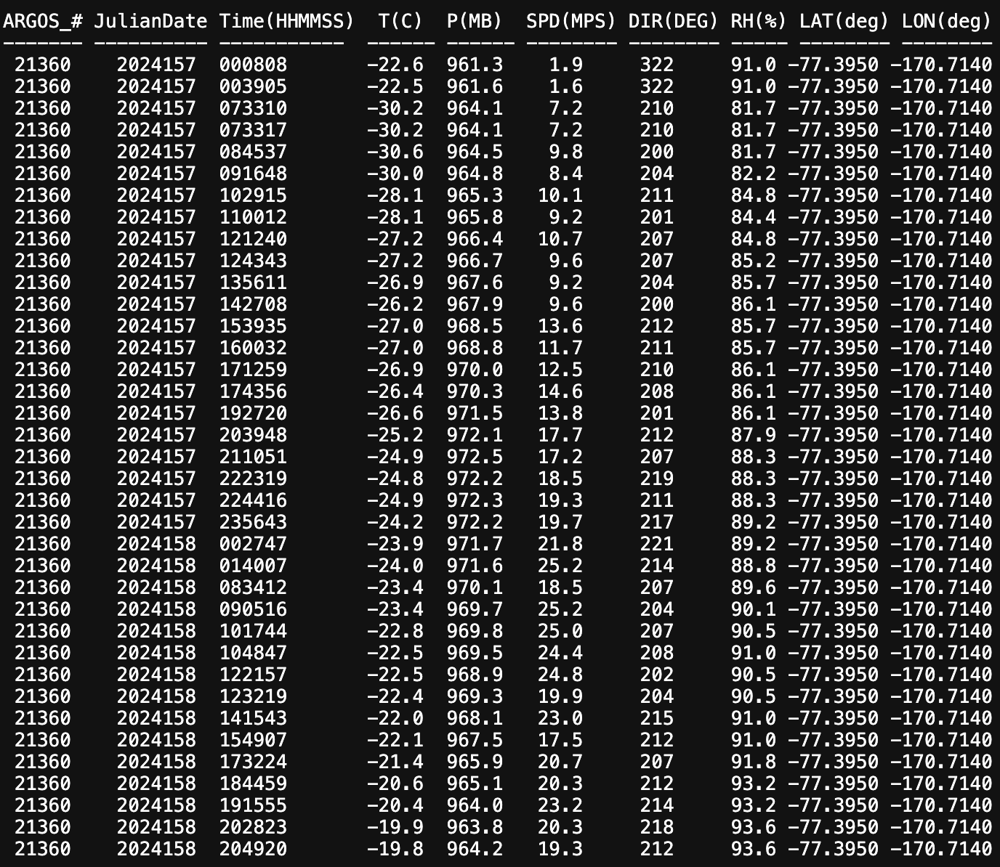 ARGOS_# JulianDate Time(HHMMSS)  T(C)  P(MB)  SPD(MPS) DIR(DEG) RH(%) LAT(deg) LON(deg)
------- ---------- -----------  ------ ------ -------- -------- ----- -------- --------
 21360    2024157  000808       -22.6  961.3    1.9     322     91.0 -77.3950 -170.7140
 21360    2024157  003905       -22.5  961.6    1.6     322     91.0 -77.3950 -170.7140
 21360    2024157  073310       -30.2  964.1    7.2     210     81.7 -77.3950 -170.7140
 21360    2024157  073317       -30.2  964.1    7.2     210     81.7 -77.3950 -170.7140
 21360    2024157  084537       -30.6  964.5    9.8     200     81.7 -77.3950 -170.7140
 21360    2024157  091648       -30.0  964.8    8.4     204     82.2 -77.3950 -170.7140
 21360    2024157  102915       -28.1  965.3   10.1     211     84.8 -77.3950 -170.7140
 21360    2024157  110012       -28.1  965.8    9.2     201     84.4 -77.3950 -170.7140
 21360    2024157  121240       -27.2  966.4   10.7     207     84.8 -77.3950 -170.7140
 21360    2024157  124343       -27.2  966.7    9.6     207     85.2 -77.3950 -170.7140
 21360    2024157  135611       -26.9  967.6    9.2     204     85.7 -77.3950 -170.7140
 21360    2024157  142708       -26.2  967.9    9.6     200     86.1 -77.3950 -170.7140
 21360    2024157  153935       -27.0  968.5   13.6     212     85.7 -77.3950 -170.7140
 21360    2024157  160032       -27.0  968.8   11.7     211     85.7 -77.3950 -170.7140
 21360    2024157  171259       -26.9  970.0   12.5     210     86.1 -77.3950 -170.7140
 21360    2024157  174356       -26.4  970.3   14.6     208     86.1 -77.3950 -170.7140
 21360    2024157  192720       -26.6  971.5   13.8     201     86.1 -77.3950 -170.7140
 21360    2024157  203948       -25.2  972.1   17.7     212     87.9 -77.3950 -170.7140
 21360    2024157  211051       -24.9  972.5   17.2     207     88.3 -77.3950 -170.7140
 21360    2024157  222319       -24.8  972.2   18.5     219     88.3 -77.3950 -170.7140
 21360    2024157  224416       -24.9  972.3   19.3     211     88.3 -77.3950 -170.7140
 21360    2024157  235643       -24.2  972.2   19.7     217     89.2 -77.3950 -170.7140
 21360    2024158  002747       -23.9  971.7   21.8     221     89.2 -77.3950 -170.7140
 21360    2024158  014007       -24.0  971.6   25.2     214     88.8 -77.3950 -170.7140
 21360    2024158  083412       -23.4  970.1   18.5     207     89.6 -77.3950 -170.7140
 21360    2024158  090516       -23.4  969.7   25.2     204     90.1 -77.3950 -170.7140
 21360    2024158  101744       -22.8  969.8   25.0     207     90.5 -77.3950 -170.7140
 21360    2024158  104847       -22.5  969.5   24.4     208     91.0 -77.3950 -170.7140
 21360    2024158  122157       -22.5  968.9   24.8     202     90.5 -77.3950 -170.7140
 21360    2024158  123219       -22.4  969.3   19.9     204     90.5 -77.3950 -170.7140
 21360    2024158  141543       -22.0  968.1   23.0     215     91.0 -77.3950 -170.7140
 21360    2024158  154907       -22.1  967.5   17.5     212     91.0 -77.3950 -170.7140
 21360    2024158  173224       -21.4  965.9   20.7     207     91.8 -77.3950 -170.7140
 21360    2024158  184459       -20.6  965.1   20.3     212     93.2 -77.3950 -170.7140
 21360    2024158  191555       -20.4  964.0   23.2     214     93.2 -77.3950 -170.7140
 21360    2024158  202823       -19.9  963.8   20.3     218     93.6 -77.3950 -170.7140
 21360    2024158  204920       -19.8  964.2   19.3     212     93.6 -77.3950 -170.7140